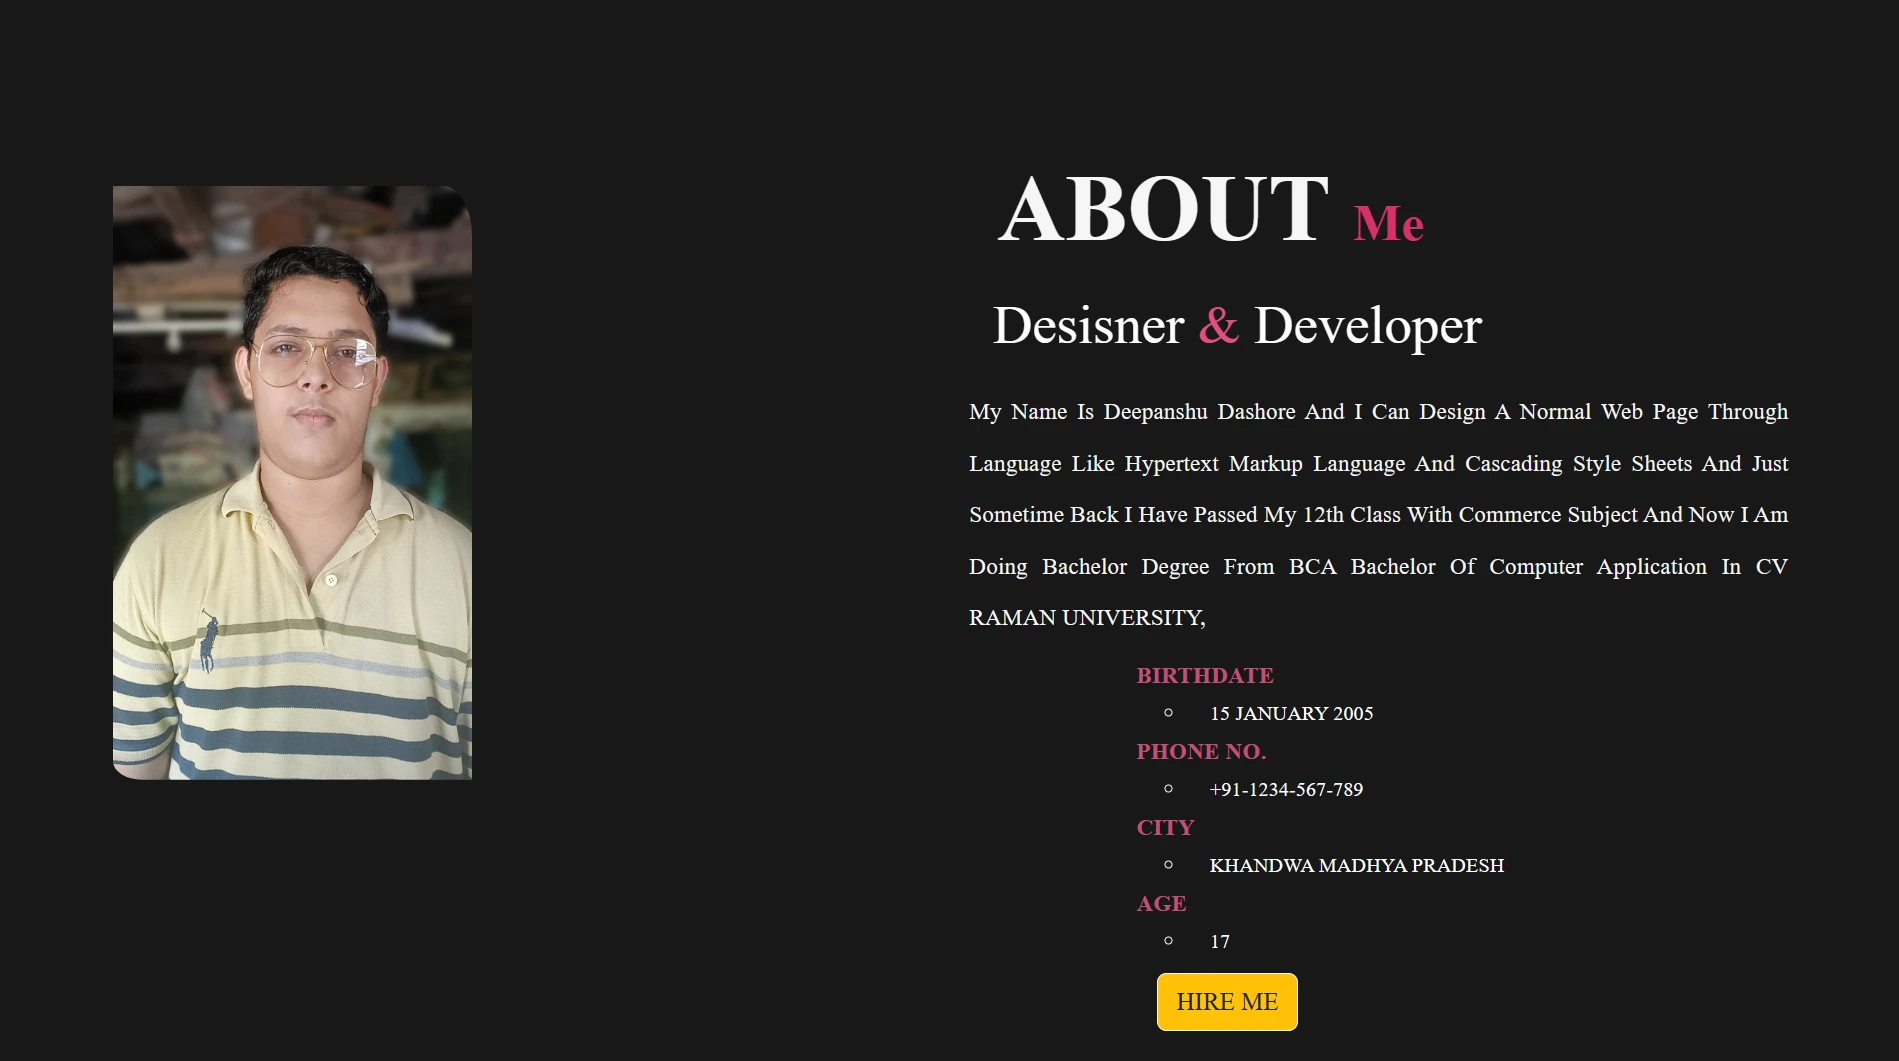 ABOUT Me
Desisner & Developer
My Name Is Deepanshu Dashore And I Can Design A Normal Web Page Through
Language Like Hypertext Markup Language And Cascading Style Sheets And Just
Sometime Back I Have Passed My 12th Class With Commerce Subject And Now I Am
Doing Bachelor Degree From BCA Bachelor Of Computer Application In CV
RAMAN UNIVERSITY,
BIRTHDATE
15 JANUARY 2005
PHONE NO.
+91-1234-567-789
CITY
KHANDWA MADHYA PRADESH
AGE
17
HIRE ME